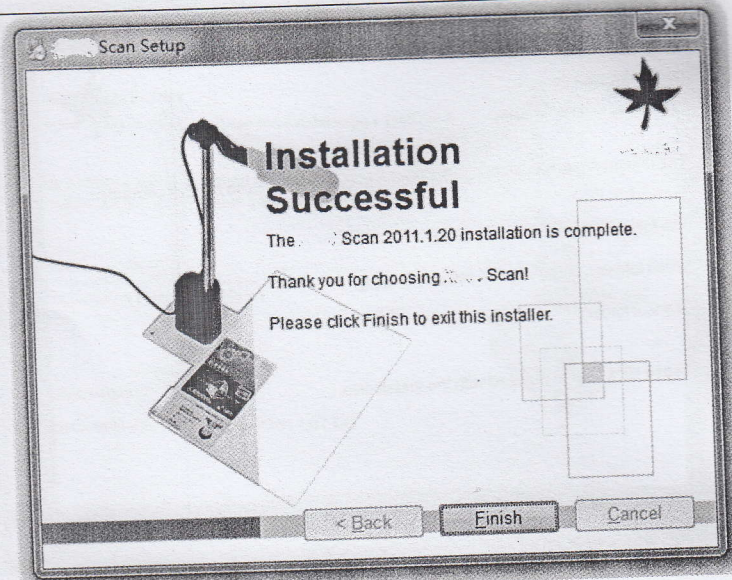 Scan Setup
Installation
Successful
The Scan 2011.1.20 installation is complete.
Thank you for choosing Scan!
Please click Finish to exit this installer.
< Back
Finish
Cancel